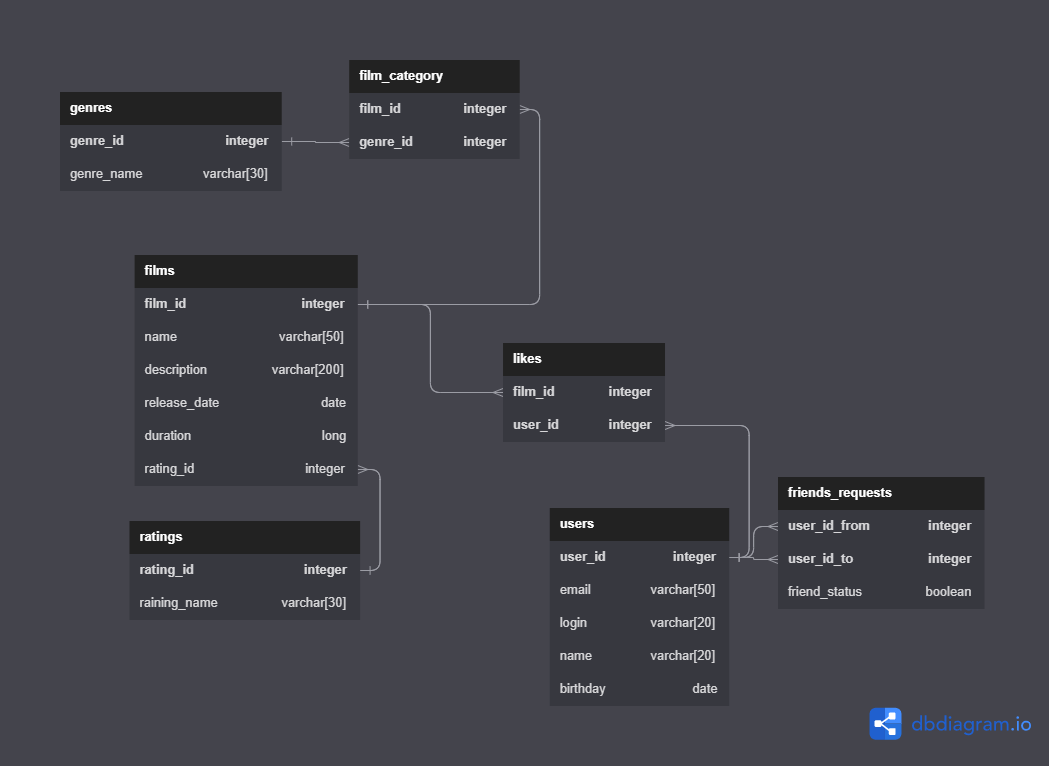 film_category
film_id integer
genre_id integer
genres
genre_id integer
genre_name varchar[30]
films
film_id integer
name varchar[50]
description varchar[200]
release_date date
duration long
rating_id integer
likes
film_id integer
user_id integer
ratings
rating_id integer
raining_name varchar[30]
users
user_id integer
email varchar[50]
login varchar[20]
name varchar[20]
birthday date
friends_requests
user_id_from integer
user_id_to integer
friend_status boolean
dbdiagram.io